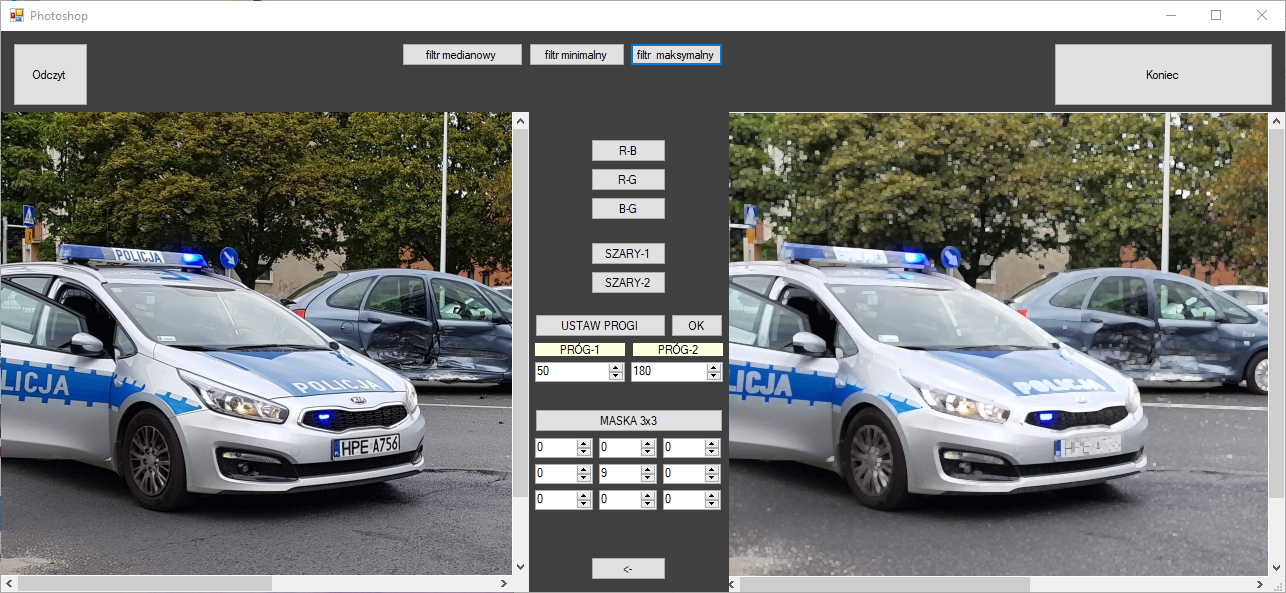 Photoshop
Odczyt
filtr medianowy
filtr minimalny
filtr maksymalny
Koniec
R-B
R-G
B-G
SZARY-1
SZARY-2
USTAW PROGI
OK
PRÓG-1
PRÓG-2
50
180
MASKA 3x3
0 0 0
0 9 0
0 0 0
<-
POLICJA
LICJA
POLICJA
HPE A756
POLICJA
LICJA
POLICJA